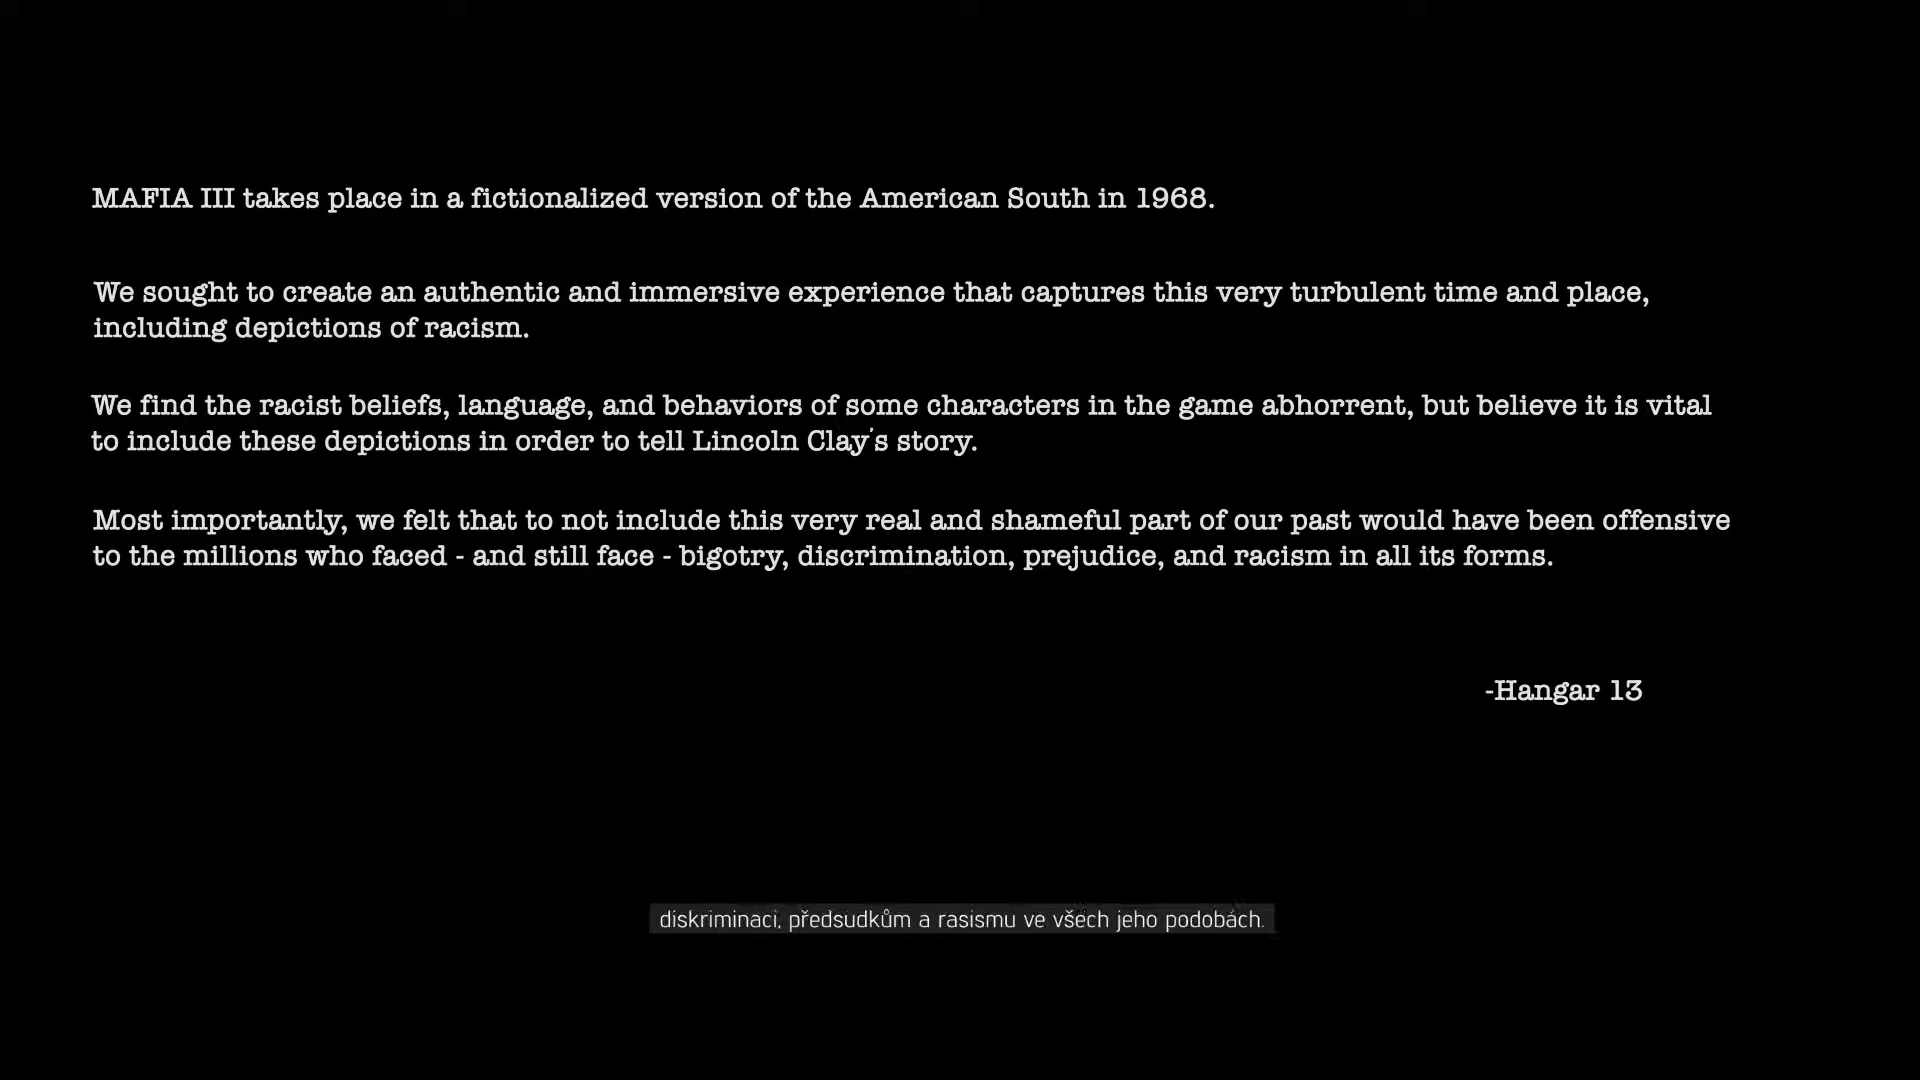 MAFIA III takes place in a fictionalized version of the American South in 1968.
We sought to create an authentic and immersive experience that captures this very turbulent time and place,
including depictions of racism.
We find the racist beliefs, language, and behaviors of some characters in the game abhorrent, but believe it is vital
to include these depictions in order to tell Lincoln Clay's story.
Most importantly, we felt that to not include this very real and shameful part of our past would have been offensive
to the millions who faced - and still face - bigotry, discrimination, prejudice, and racism in all its forms.
-Hangar 13
diskriminaci, předsudkům a rasismu ve všech jeho podobách.